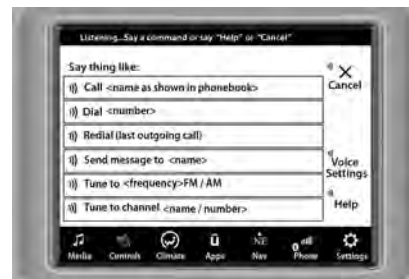 Listening...Say a command or say "Help" or "Cancel"
Say thing like:
Call <name as shown in phonebook>
Cancel
Dial <number>
Redial (last outgoing call)
Send message to <name>
Voice
Settings
Tune to <frequency>FM / AM
Help
Tune to channel <name / number>
NE
0
Media Controls Climate Apps Nav Phone Settings